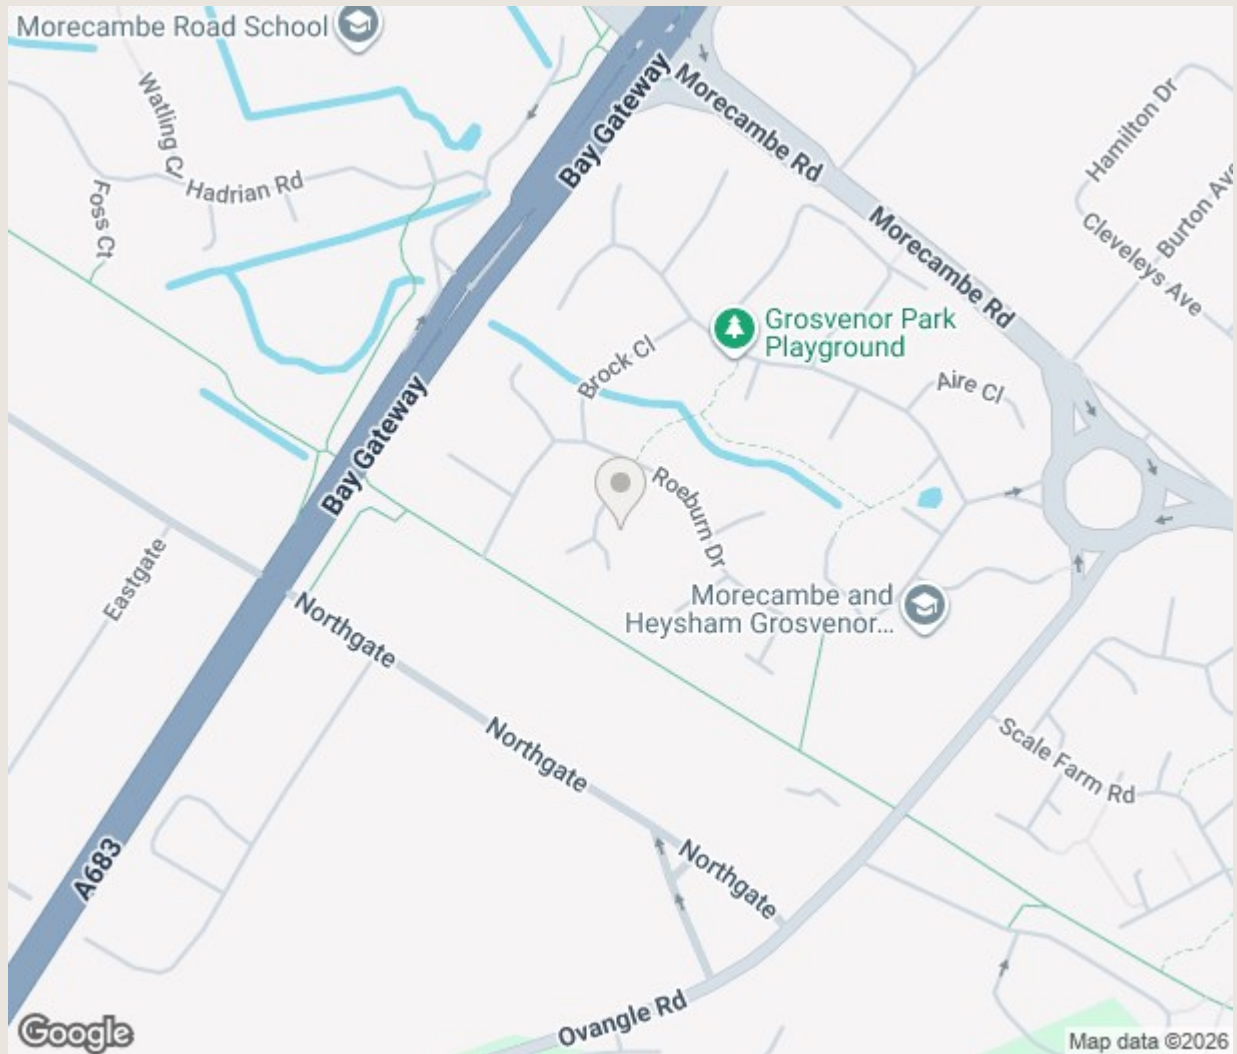 Morecambe Road School
Watling Cl
Hadrian Rd
Foss Ct
Bay Gateway
Morecambe Rd
Morecambe Rd
Hamilton Dr
Burton Ave
Cleveleys Ave
Grosvenor Park
Playground
Brock Cl
Aire Cl
Bay Gateway
Roeburn Dr
Eastgate
Northgate
Morecambe and
Heysham Grosvenor...
Northgate
Scale Farm Rd
Northgate
A683
Ovangle Rd
Google
Map data ©2026